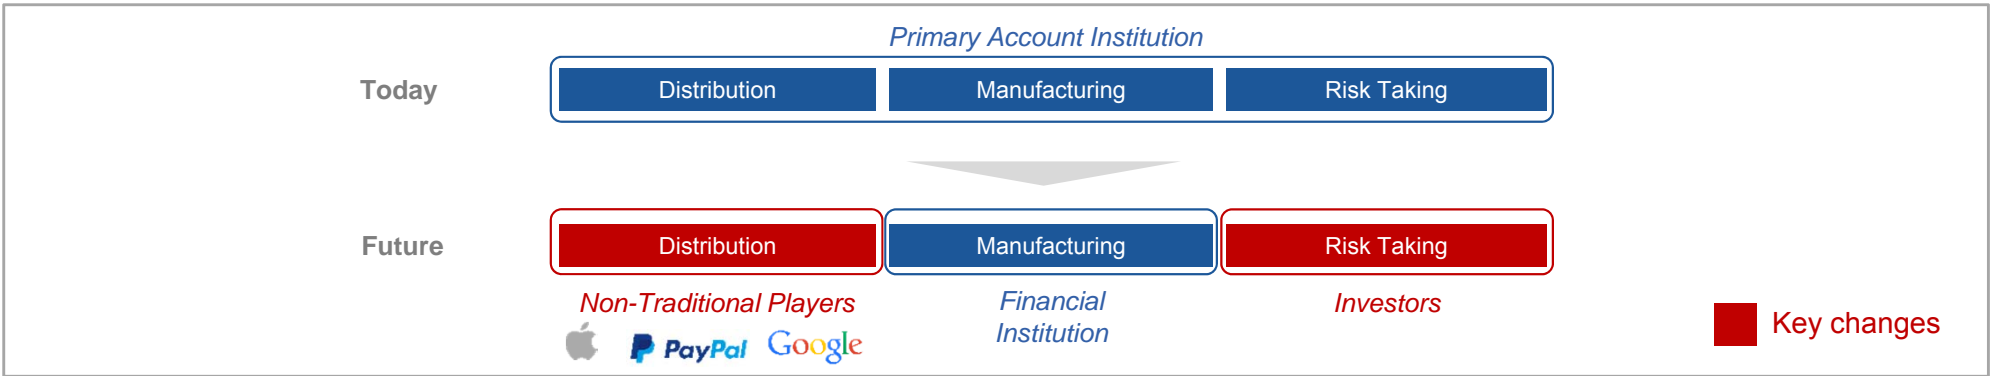 Primary Account Institution
Today
Distribution
Manufacturing
Risk Taking
Future
Distribution
Manufacturing
Risk Taking
Non-Traditional Players
Financial
Institution
Investors
PayPal
Google
Key changes